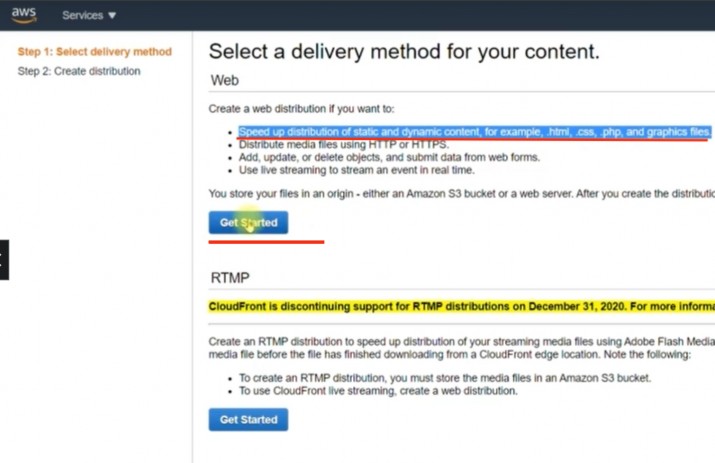 aws
Services
Step 1: Select delivery method
Step 2: Create distribution
Select a delivery method for your content.
Web
Create a web distribution if you want to:
Speed up distribution of static and dynamic content, for example, .html, .css, .php, and graphics files.
Distribute media files using HTTP or HTTPS.
Add, update, or delete objects, and submit data from web forms.
Use live streaming to stream an event in real time.
You store your files in an origin - either an Amazon S3 bucket or a web server. After you create the distributio
Get Started
RTMP
CloudFront is discontinuing support for RTMP distributions on December 31, 2020. For more informa
Create an RTMP distribution to speed up distribution of your streaming media files using Adobe Flash Media
media file before the file has finished downloading from a CloudFront edge location. Note the following:
To create an RTMP distribution, you must store the media files in an Amazon S3 bucket.
To use CloudFront live streaming, create a web distribution.
Get Started